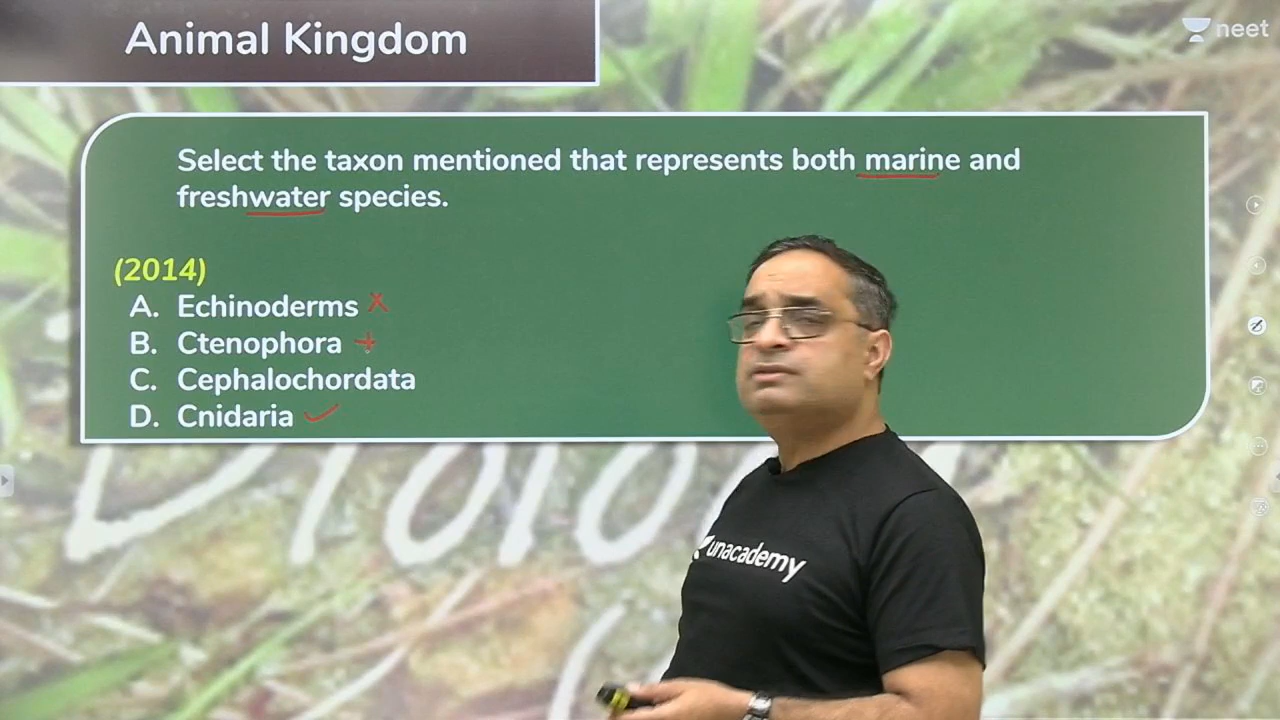 Animal Kingdom
neet
Select the taxon mentioned that represents both marine and
freshwater species.
(2014)
A. Echinoderms
B. Ctenophora
C. Cephalochordata
D. Cnidaria
unacademy